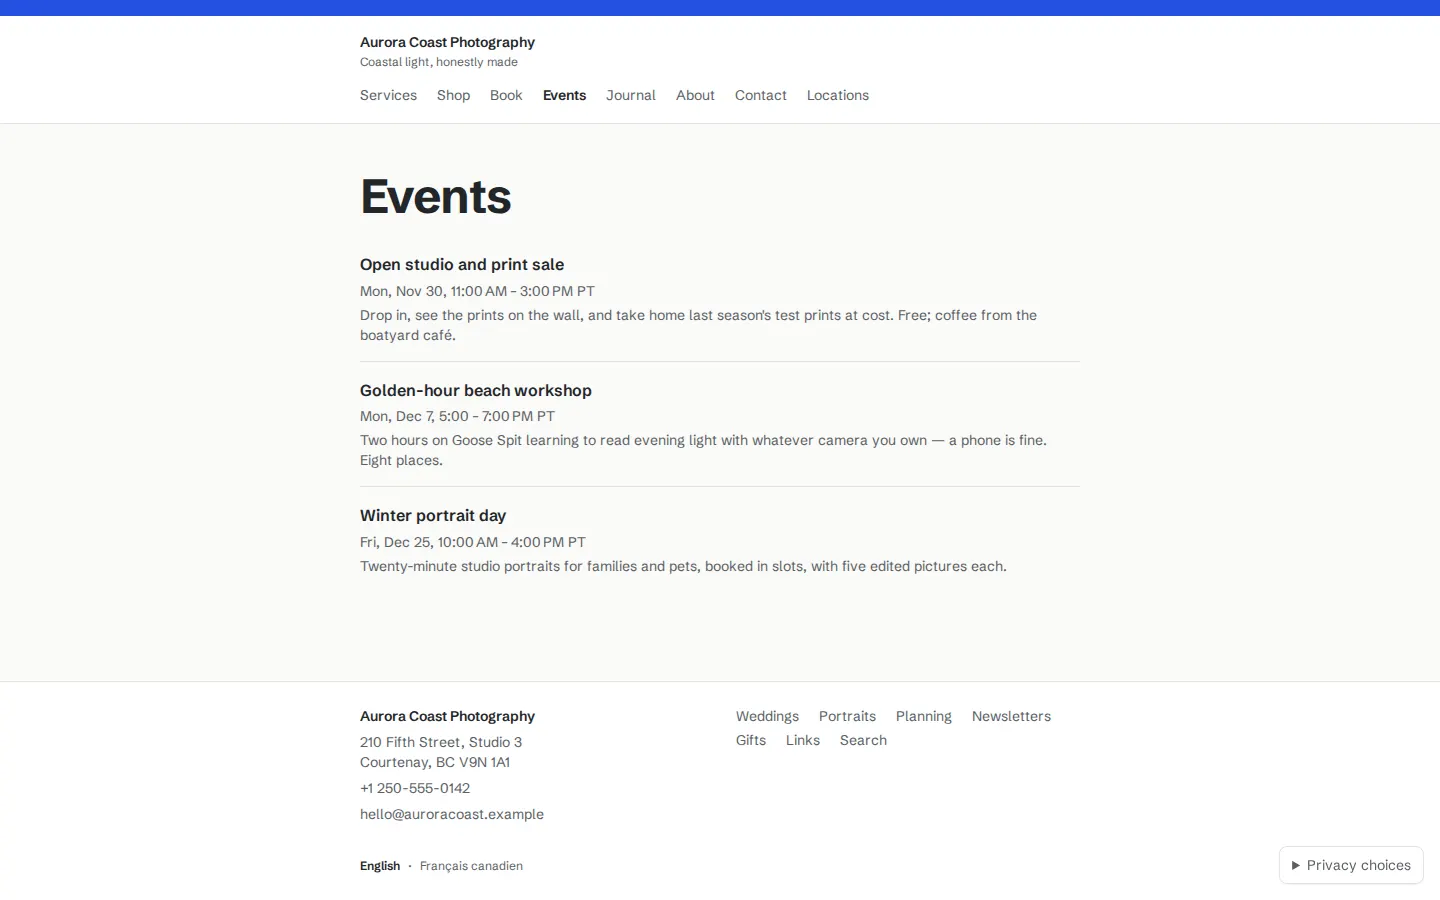 Aurora Coast Photography
Coastal light, honestly made
Services Shop Book Events Journal About Contact Locations
Events
Open studio and print sale
Mon, Nov 30, 11:00 AM – 3:00 PM PT
Drop in, see the prints on the wall, and take home last season's test prints at cost. Free; coffee from the
boatyard café.
Golden-hour beach workshop
Mon, Dec 7, 5:00 – 7:00 PM PT
Two hours on Goose Spit learning to read evening light with whatever camera you own — a phone is fine.
Eight places.
Winter portrait day
Fri, Dec 25, 10:00 AM – 4:00 PM PT
Twenty-minute studio portraits for families and pets, booked in slots, with five edited pictures each.
Aurora Coast Photography
210 Fifth Street, Studio 3
Courtenay, BC V9N 1A1
+1 250-555-0142
hello@auroracoast.example
Weddings Portraits Planning Newsletters
Gifts Links Search
English · Français canadien
Privacy choices